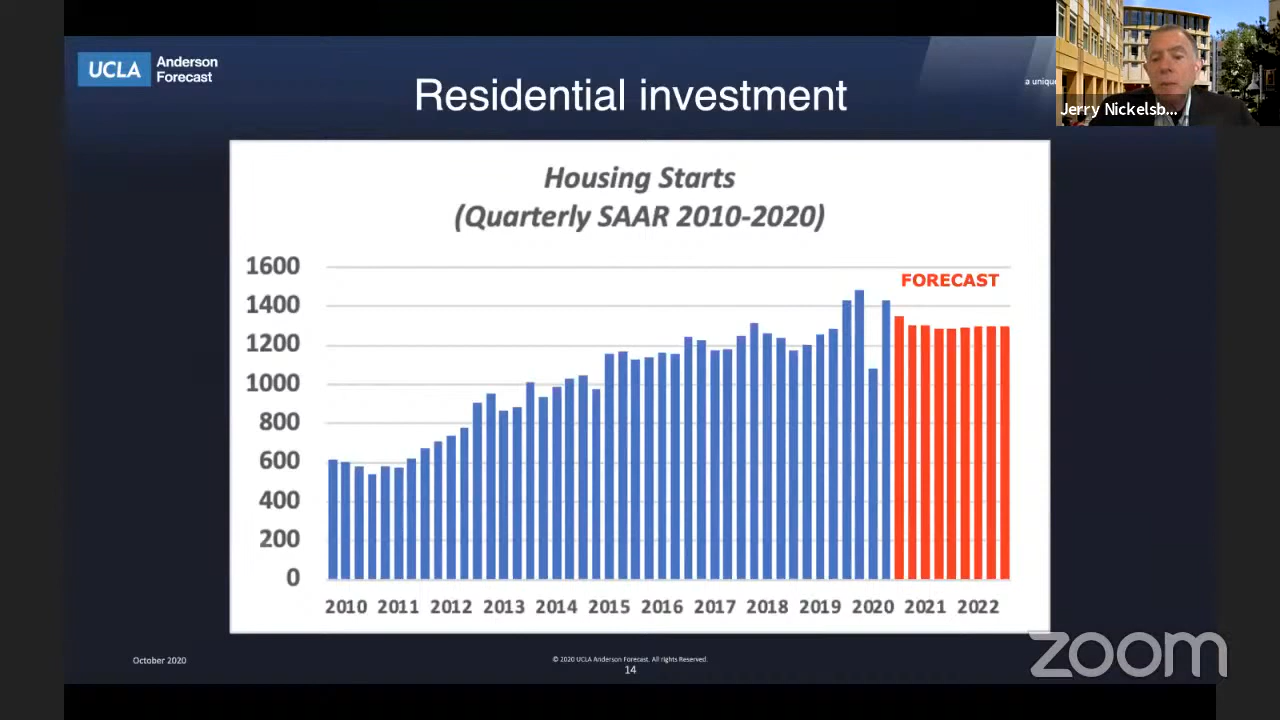 UCLA Anderson
Forecast
Residential investment
a unique
Jerry Nickelsb...
Housing Starts
(Quarterly SAAR 2010-2020)
1600
1400
1200
1000
800
600
400
200
0
FORECAST
2010 2011 2012 2013 2014 2015 2016 2017 2018 2019 2020 2021 2022
October 2020
© 2020 UCLA Anderson Forecast. All rights Reserved.
14
zoom